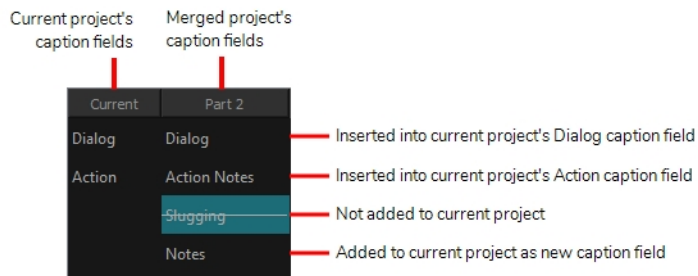 Current project's
caption fields
Merged project's
caption fields
Current Part 2
Dialog Dialog Inserted into current project's Dialog caption field
Action Action Notes Inserted into current project's Action caption field
Slugging Not added to current project
Notes Added to current project as new caption field